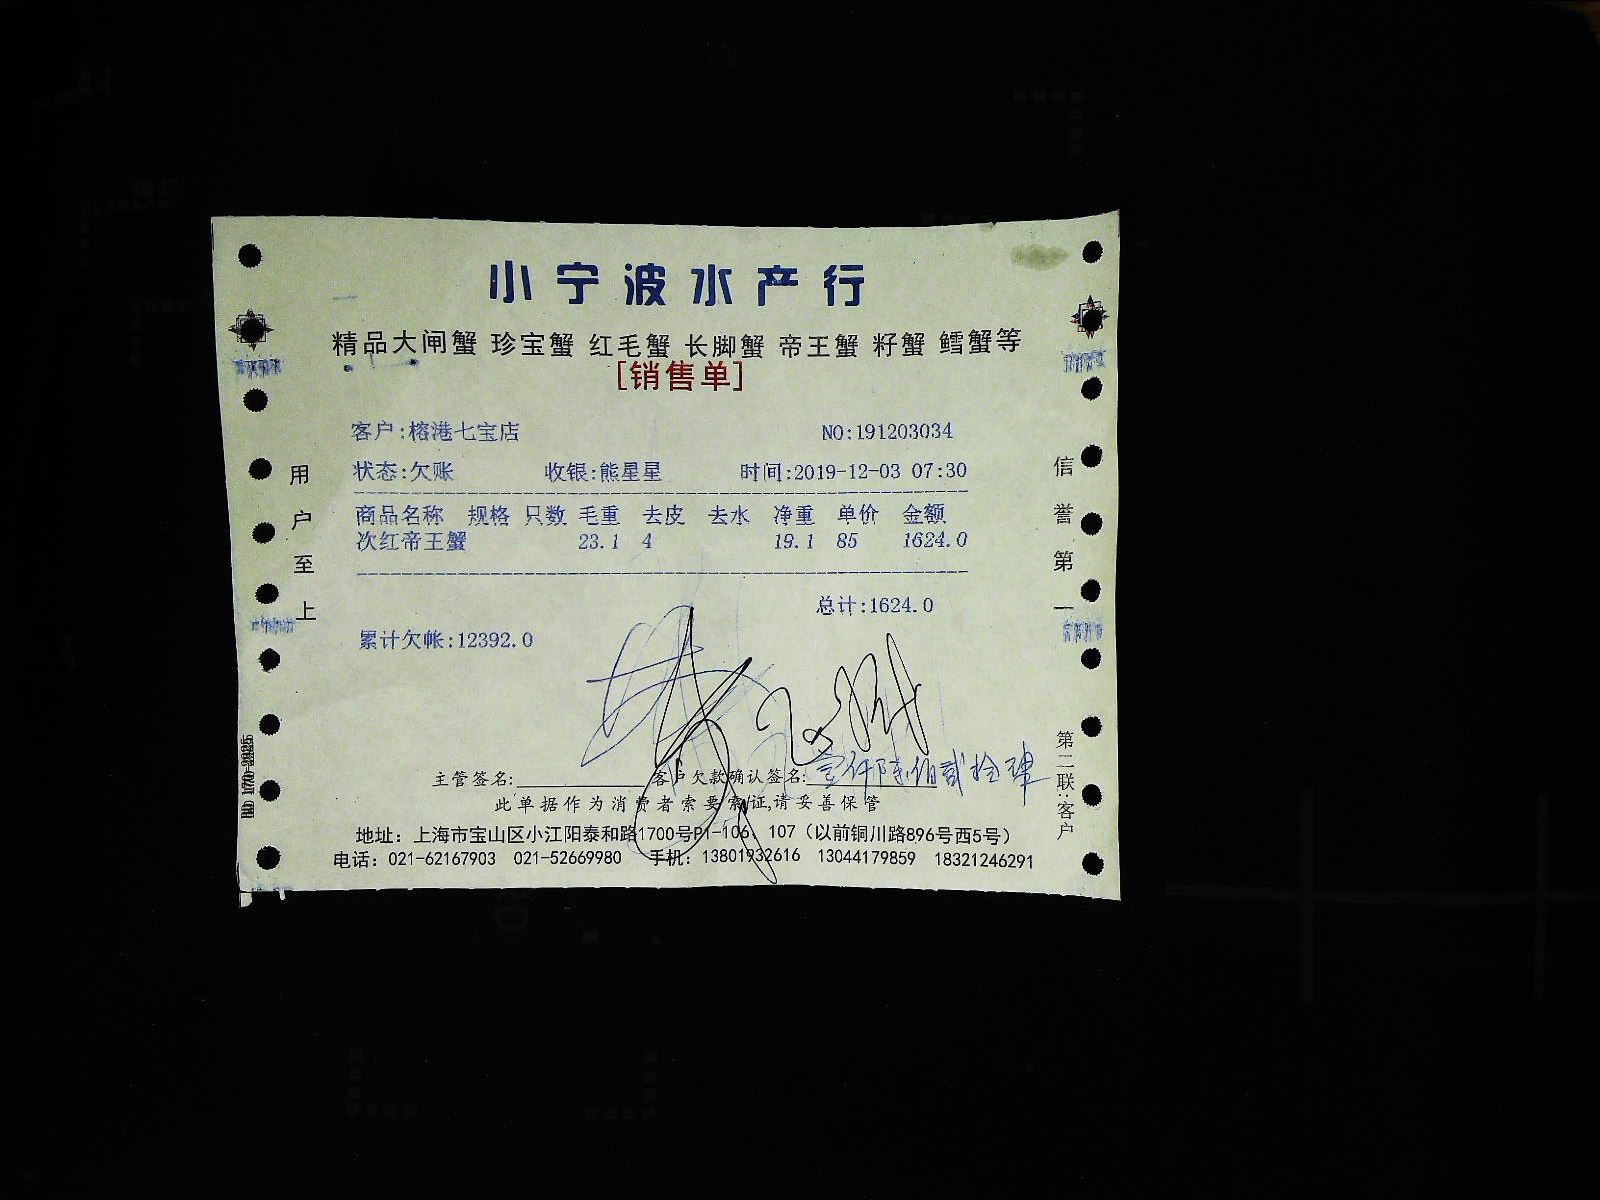 小宁波水产行
精品大闸蟹 珍宝蟹 红毛蟹 长脚蟹 帝王蟹 籽蟹 鳕蟹等
[销售单]
客户:榕港七宝店 NO:191203034
状态:欠账 收银:熊星星 时间:2019-12-03 07:30
商品名称 规格 只数 毛重 去皮 去水 净重 单价 金额
次红帝王蟹 23.1 4 19.1 85 1624.0
总计:1624.0
累计欠帐:12392.0
主管签名: 客户欠款确认签名: 壹仟陆佰贰拾肆
此单据作为消费者索要索证,请妥善保管
地址：上海市宝山区小江阳泰和路1700号P1-106、107（以前铜川路896号西5号）
电话：021-62167903 021-52669980 手机：13801932616 13044179859 18321246291
用户至上
信誉第一
第二联:客户